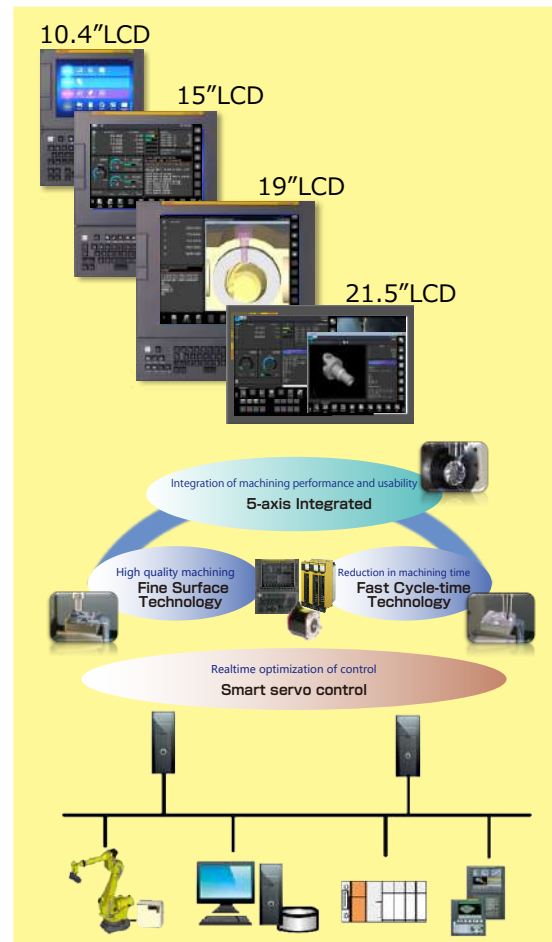 10.4”LCD
15”LCD
19”LCD
21.5”LCD
Integration of machining performance and usability
5-axis Integrated
High quality machining
Fine Surface
Technology
Reduction in machining time
Fast Cycle-time
Technology
Realtime optimization of control
Smart servo control